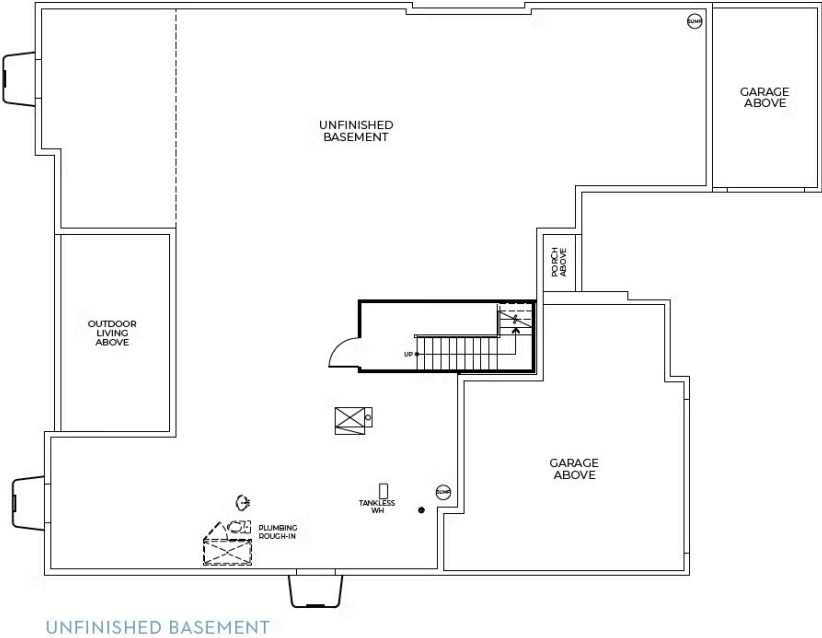 SUMP
GARAGE
ABOVE
UNFINISHED
BASEMENT
PORCH
ABOVE
OUTDOOR
LIVING
ABOVE
UP
GARAGE
ABOVE
SUMP
TANKLESS
WH
PLUMBING
ROUGH-IN
UNFINISHED BASEMENT